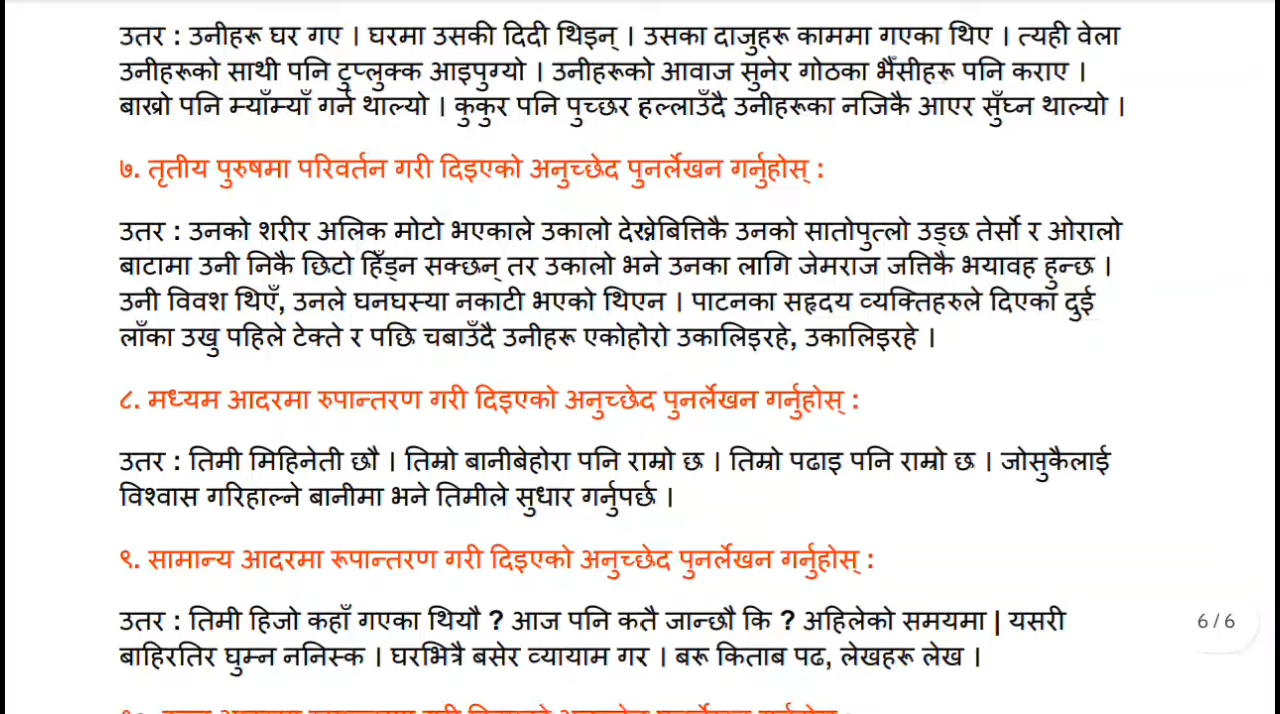 उतर : उनीहरू घर गए । घरमा उसकी दिदी थिइन् । उसका दाजुहरू काममा गएका थिए । त्यही वेला
उनीहरूको साथी पनि टुप्लुक्क आइपुग्यो । उनीहरूको आवाज सुनेर गोठका भैँसीहरू पनि कराए ।
बाख्रो पनि म्याँम्याँ गर्न थाल्यो । कुकुर पनि पुच्छर हल्लाउँदै उनीहरूका नजिकै आएर सुँघ्न थाल्यो ।
७. तृतीय पुरुषमा परिवर्तन गरी दिइएको अनुच्छेद पुनर्लेखन गर्नुहोस् :
उतर : उनको शरीर अलिक मोटो भएकाले उकालो देख्नेबित्तिकै उनको सातोपुत्लो उड्छ तेर्सो र ओरालो
बाटामा उनी निकै छिटो हिँड्न सक्छन् तर उकालो भने उनका लागि जेमराज जत्तिकै भयावह हुन्छ ।
उनी विवश थिएँ, उनले घनघस्या नकाटी भएको थिएन । पाटनका सहृदय व्यक्तिहरुले दिएका दुई
लाँका उखु पहिले टेक्ते र पछि चबाउँदै उनीहरू एकोहोरो उकालिइरहे, उकालिइरहे ।
८. मध्यम आदरमा रुपान्तरण गरी दिइएको अनुच्छेद पुनर्लेखन गर्नुहोस् :
उतर : तिमी मिहिनेती छौ । तिम्रो बानीबेहोरा पनि राम्रो छ । तिम्रो पढाइ पनि राम्रो छ । जोसुकैलाई
विश्वास गरिहाल्ने बानीमा भने तिमीले सुधार गर्नुपर्छ ।
९. सामान्य आदरमा रूपान्तरण गरी दिइएको अनुच्छेद पुनर्लेखन गर्नुहोस् :
उतर : तिमी हिजो कहाँ गएका थियौ ? आज पनि कतै जान्छौ कि ? अहिलेको समयमा | यसरी
बाहिरतिर घुम्न ननिस्क । घरभित्रै बसेर व्यायाम गर । बरू किताब पढ, लेखहरू लेख ।
6 / 6